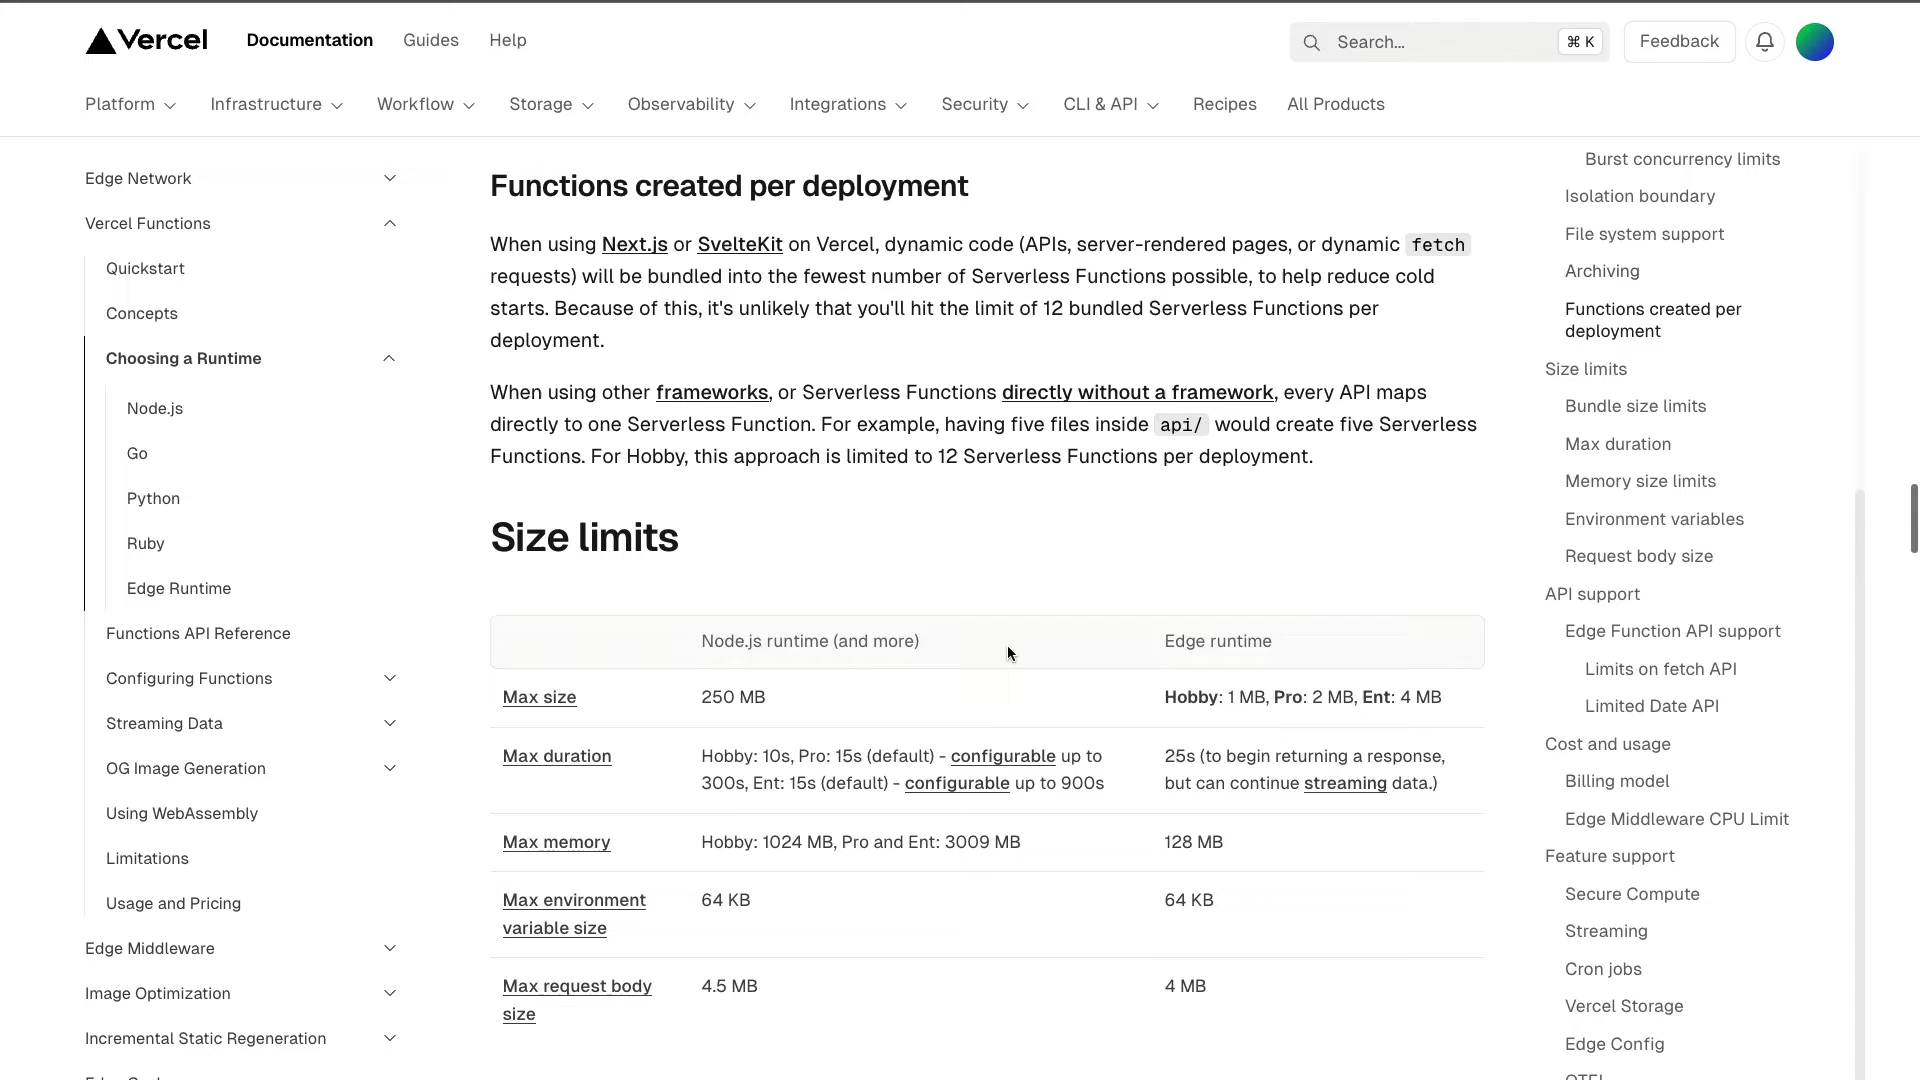 Vercel
Documentation
Guides
Help
Search...
⌘ K
Feedback
Platform
Infrastructure
Workflow
Storage
Observability
Integrations
Security
CLI & API
Recipes
All Products
Edge Network
Vercel Functions
Quickstart
Concepts
Choosing a Runtime
Node.js
Go
Python
Ruby
Edge Runtime
Functions API Reference
Configuring Functions
Streaming Data
OG Image Generation
Using WebAssembly
Limitations
Usage and Pricing
Edge Middleware
Image Optimization
Incremental Static Regeneration
Functions created per deployment
When using Next.js or SvelteKit on Vercel, dynamic code (APIs, server-rendered pages, or dynamic fetch
requests) will be bundled into the fewest number of Serverless Functions possible, to help reduce cold
starts. Because of this, it's unlikely that you'll hit the limit of 12 bundled Serverless Functions per
deployment.
When using other frameworks, or Serverless Functions directly without a framework, every API maps
directly to one Serverless Function. For example, having five files inside api/ would create five Serverless
Functions. For Hobby, this approach is limited to 12 Serverless Functions per deployment.
Size limits
Node.js runtime (and more)
Edge runtime
Max size
250 MB
Hobby: 1 MB, Pro: 2 MB, Ent: 4 MB
Max duration
Hobby: 10s, Pro: 15s (default) - configurable up to
300s, Ent: 15s (default) - configurable up to 900s
25s (to begin returning a response,
but can continue streaming data.)
Max memory
Hobby: 1024 MB, Pro and Ent: 3009 MB
128 MB
Max environment
variable size
64 KB
64 KB
Max request body
size
4.5 MB
4 MB
Burst concurrency limits
Isolation boundary
File system support
Archiving
Functions created per
deployment
Size limits
Bundle size limits
Max duration
Memory size limits
Environment variables
Request body size
API support
Edge Function API support
Limits on fetch API
Limited Date API
Cost and usage
Billing model
Edge Middleware CPU Limit
Feature support
Secure Compute
Streaming
Cron jobs
Vercel Storage
Edge Config